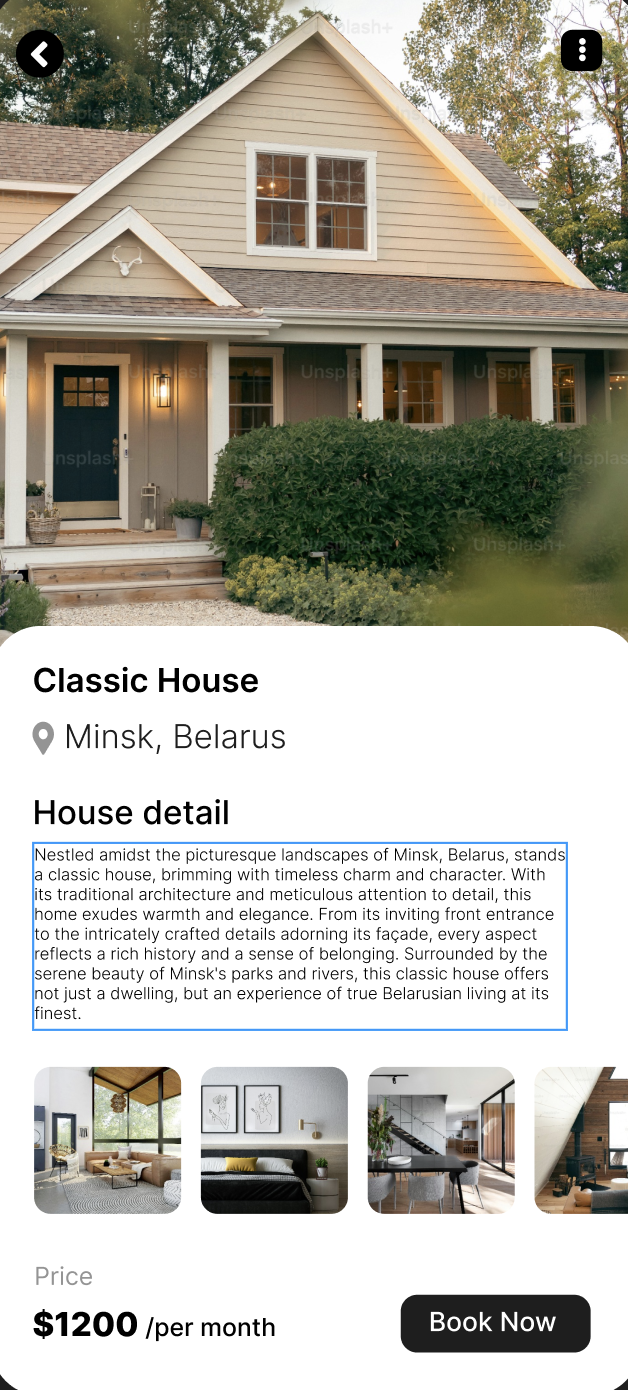 Unsplash+
Classic House
Minsk, Belarus
House detail
Nestled amidst the picturesque landscapes of Minsk, Belarus, stands
a classic house, brimming with timeless charm and character. With
its traditional architecture and meticulous attention to detail, this
home exudes warmth and elegance. From its inviting front entrance
to the intricately crafted details adorning its façade, every aspect
reflects a rich history and a sense of belonging. Surrounded by the
serene beauty of Minsk's parks and rivers, this classic house offers
not just a dwelling, but an experience of true Belarusian living at its
finest.
Price
$1200 /per month
Book Now